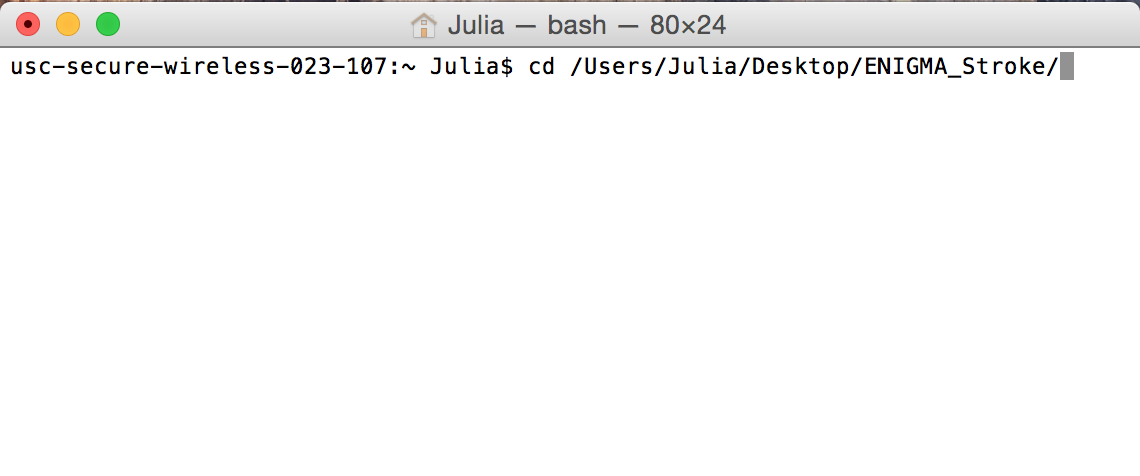 Julia — bash — 80×24
usc-secure-wireless-023-107:~ Julia$ cd /Users/Julia/Desktop/ENIGMA_Stroke/